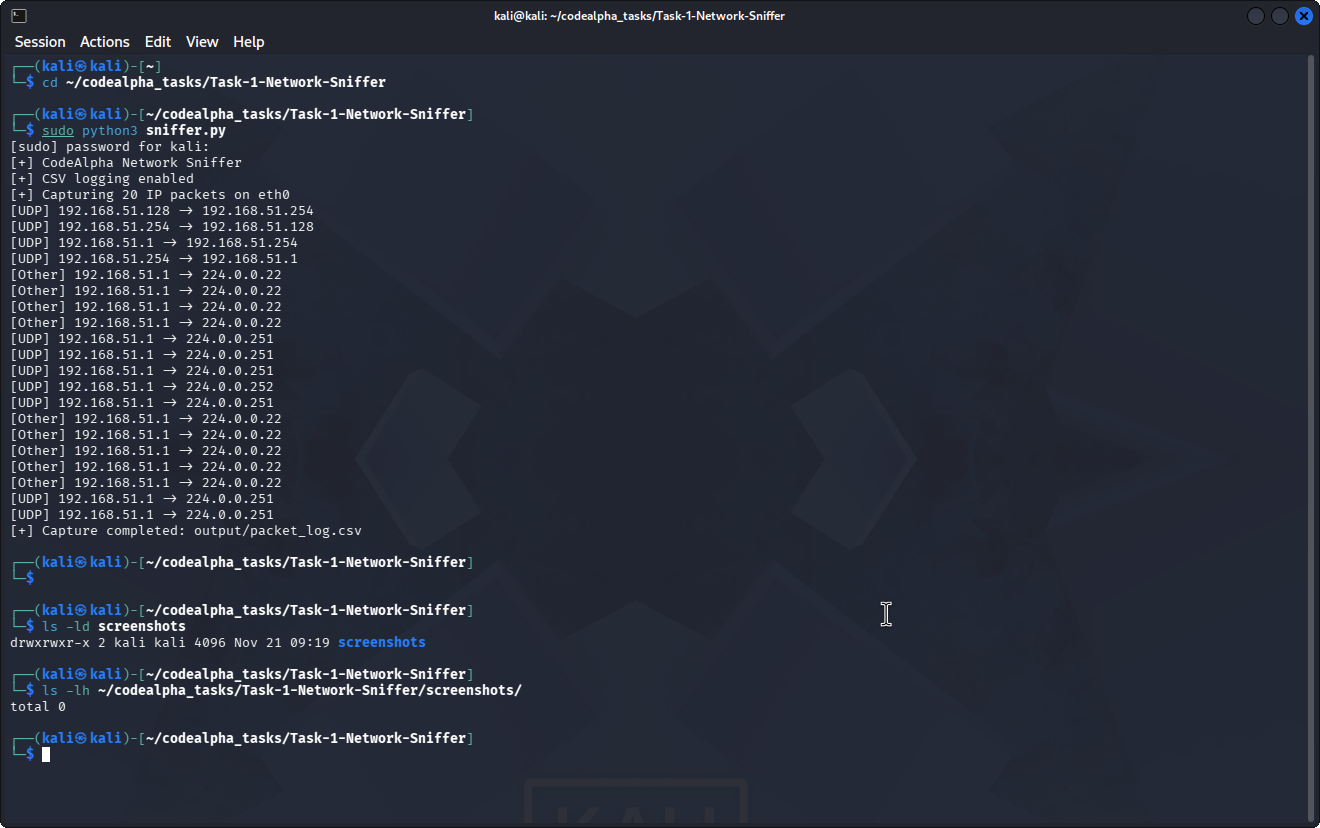 kali@kali: ~/codealpha_tasks/Task-1-Network-Sniffer
Session Actions Edit View Help
┌──(kali㉿kali)-[~]
└─$ cd ~/codealpha_tasks/Task-1-Network-Sniffer
┌──(kali㉿kali)-[~/codealpha_tasks/Task-1-Network-Sniffer]
└─$ sudo python3 sniffer.py
[sudo] password for kali:
[+] CodeAlpha Network Sniffer
[+] CSV logging enabled
[+] Capturing 20 IP packets on eth0
[UDP] 192.168.51.128 → 192.168.51.254
[UDP] 192.168.51.254 → 192.168.51.128
[UDP] 192.168.51.1 → 192.168.51.254
[UDP] 192.168.51.254 → 192.168.51.1
[Other] 192.168.51.1 → 224.0.0.22
[Other] 192.168.51.1 → 224.0.0.22
[Other] 192.168.51.1 → 224.0.0.22
[Other] 192.168.51.1 → 224.0.0.22
[UDP] 192.168.51.1 → 224.0.0.251
[UDP] 192.168.51.1 → 224.0.0.251
[UDP] 192.168.51.1 → 224.0.0.251
[UDP] 192.168.51.1 → 224.0.0.252
[UDP] 192.168.51.1 → 224.0.0.251
[Other] 192.168.51.1 → 224.0.0.22
[Other] 192.168.51.1 → 224.0.0.22
[Other] 192.168.51.1 → 224.0.0.22
[Other] 192.168.51.1 → 224.0.0.22
[Other] 192.168.51.1 → 224.0.0.22
[UDP] 192.168.51.1 → 224.0.0.251
[UDP] 192.168.51.1 → 224.0.0.251
[+] Capture completed: output/packet_log.csv
┌──(kali㉿kali)-[~/codealpha_tasks/Task-1-Network-Sniffer]
└─$
┌──(kali㉿kali)-[~/codealpha_tasks/Task-1-Network-Sniffer]
└─$ ls -ld screenshots
drwxrwxr-x 2 kali kali 4096 Nov 21 09:19 screenshots
┌──(kali㉿kali)-[~/codealpha_tasks/Task-1-Network-Sniffer]
└─$ ls -lh ~/codealpha_tasks/Task-1-Network-Sniffer/screenshots/
total 0
┌──(kali㉿kali)-[~/codealpha_tasks/Task-1-Network-Sniffer]
└─$
KALI